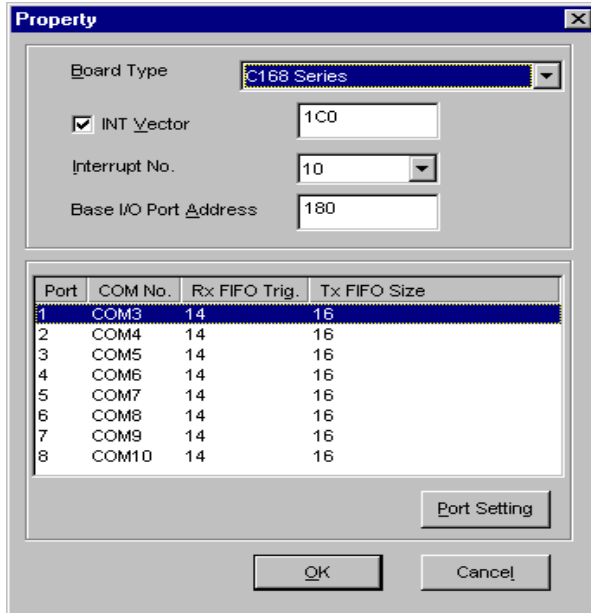 Property
Board Type
C168 Series
INT Vector
1C0
Interrupt No.
10
Base I/O Port Address
180
Port COM No. Rx FIFO Trig. Tx FIFO Size
1 COM3 14 16
2 COM4 14 16
3 COM5 14 16
4 COM6 14 16
5 COM7 14 16
6 COM8 14 16
7 COM9 14 16
8 COM10 14 16
Port Setting
OK Cancel